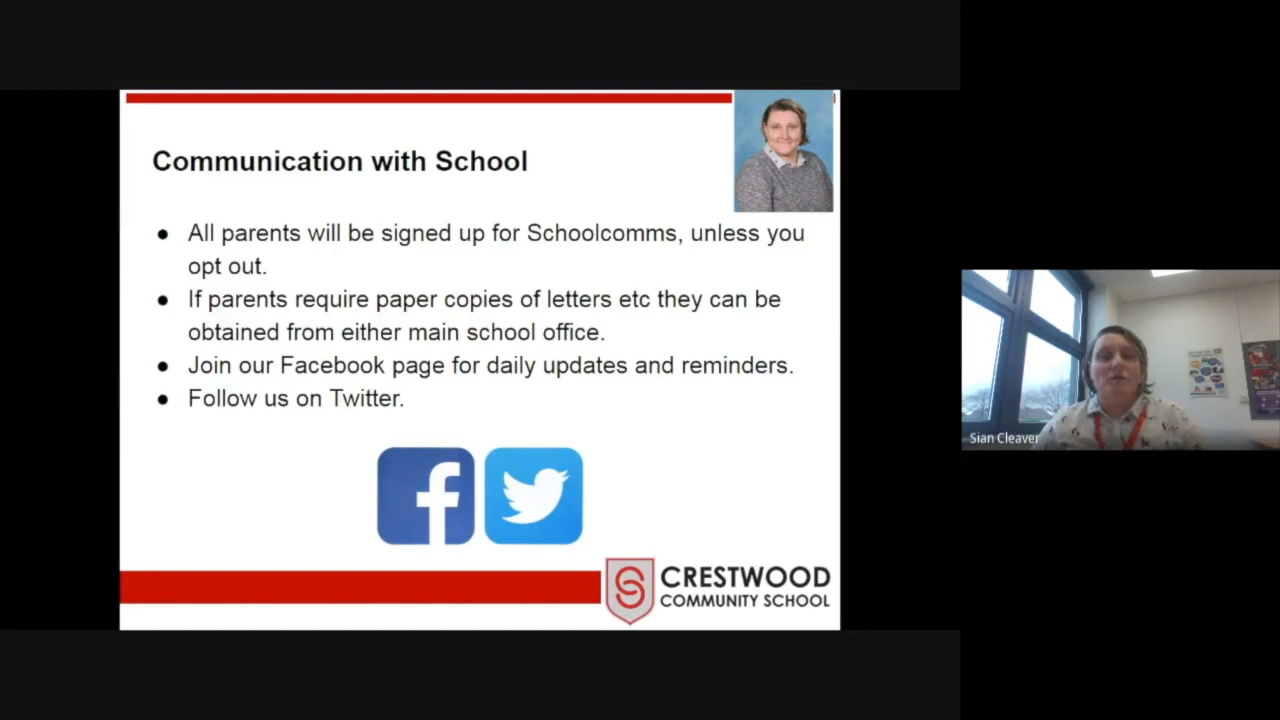 Communication with School
● All parents will be signed up for Schoolcomms, unless you
opt out.
● If parents require paper copies of letters etc they can be
obtained from either main school office.
● Join our Facebook page for daily updates and reminders.
● Follow us on Twitter.
CRESTWOOD
COMMUNITY SCHOOL
Sian Cleaver